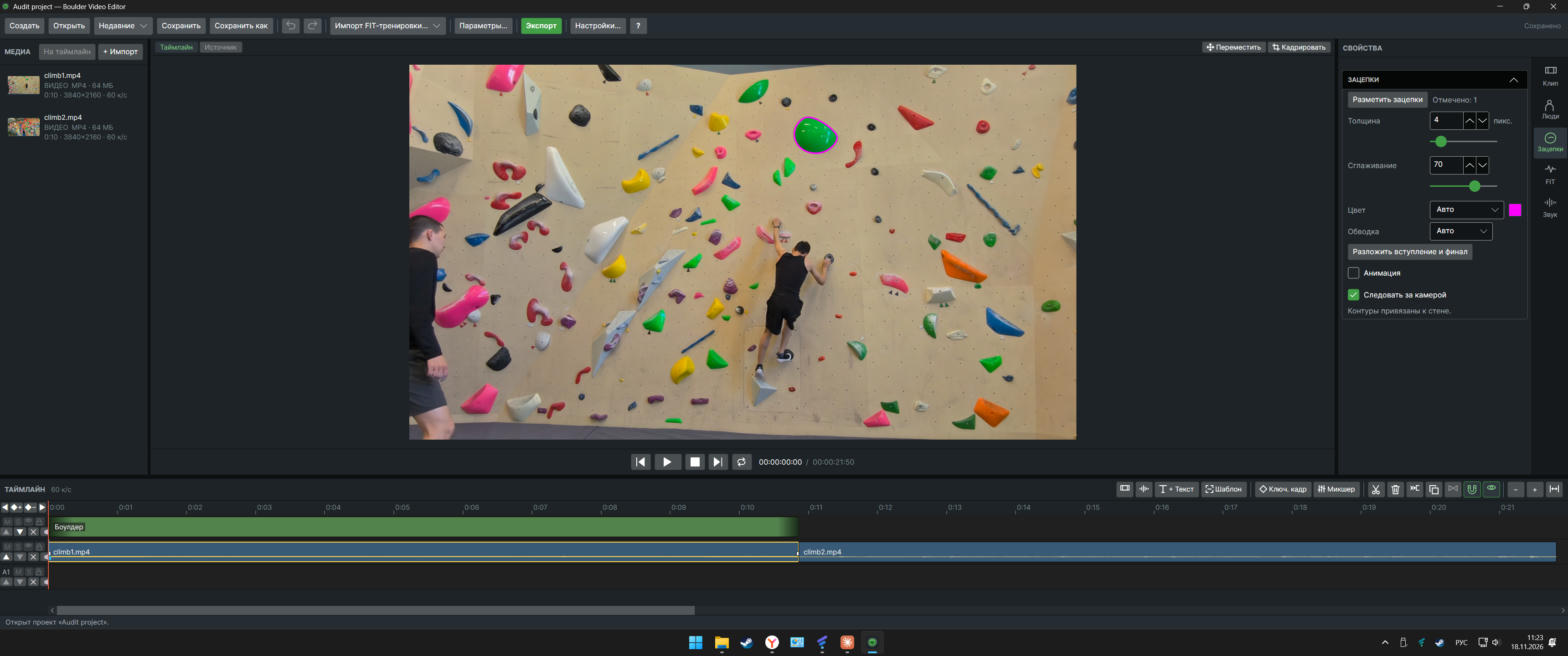 Audit project — Boulder Video Editor
Создать Открыть Недавние Сохранить Сохранить как Импорт FIT-тренировки... Параметры... Экспорт Настройки... ? Сохранено
МЕДИА На таймлайн + Импорт
Таймлайн Источник Переместить Кадрировать
СВОЙСТВА
climb1.mp4
ВИДЕО MP4 · 64 МБ
0:10 · 3840×2160 · 60 к/с
climb2.mp4
ВИДЕО MP4 · 64 МБ
0:10 · 3840×2160 · 60 к/с
ЗАЦЕПКИ
Разметить зацепки Отмечено: 1
Толщина 4 пикс.
Сглаживание 70
Цвет Авто
Обводка Авто
Разложить вступление и финал
Анимация
Следовать за камерой
Контуры привязаны к стене.
Клип
Люди
Зацепки
FIT
Звук
00:00:00:00 / 00:00:21:50
ТАЙМЛАЙН 60 к/с
T + Текст Шаблон Ключ. кадр Микшер
0:00 0:01 0:02 0:03 0:04 0:05 0:06 0:07 0:08 0:09 0:10 0:11 0:12 0:13 0:14 0:15 0:16 0:17 0:18 0:19 0:20 0:21
M S
Боулдер
M S
climb1.mp4 climb2.mp4
A1 M S
Открыт проект «Audit project».
РУС
11:23
18.11.2026